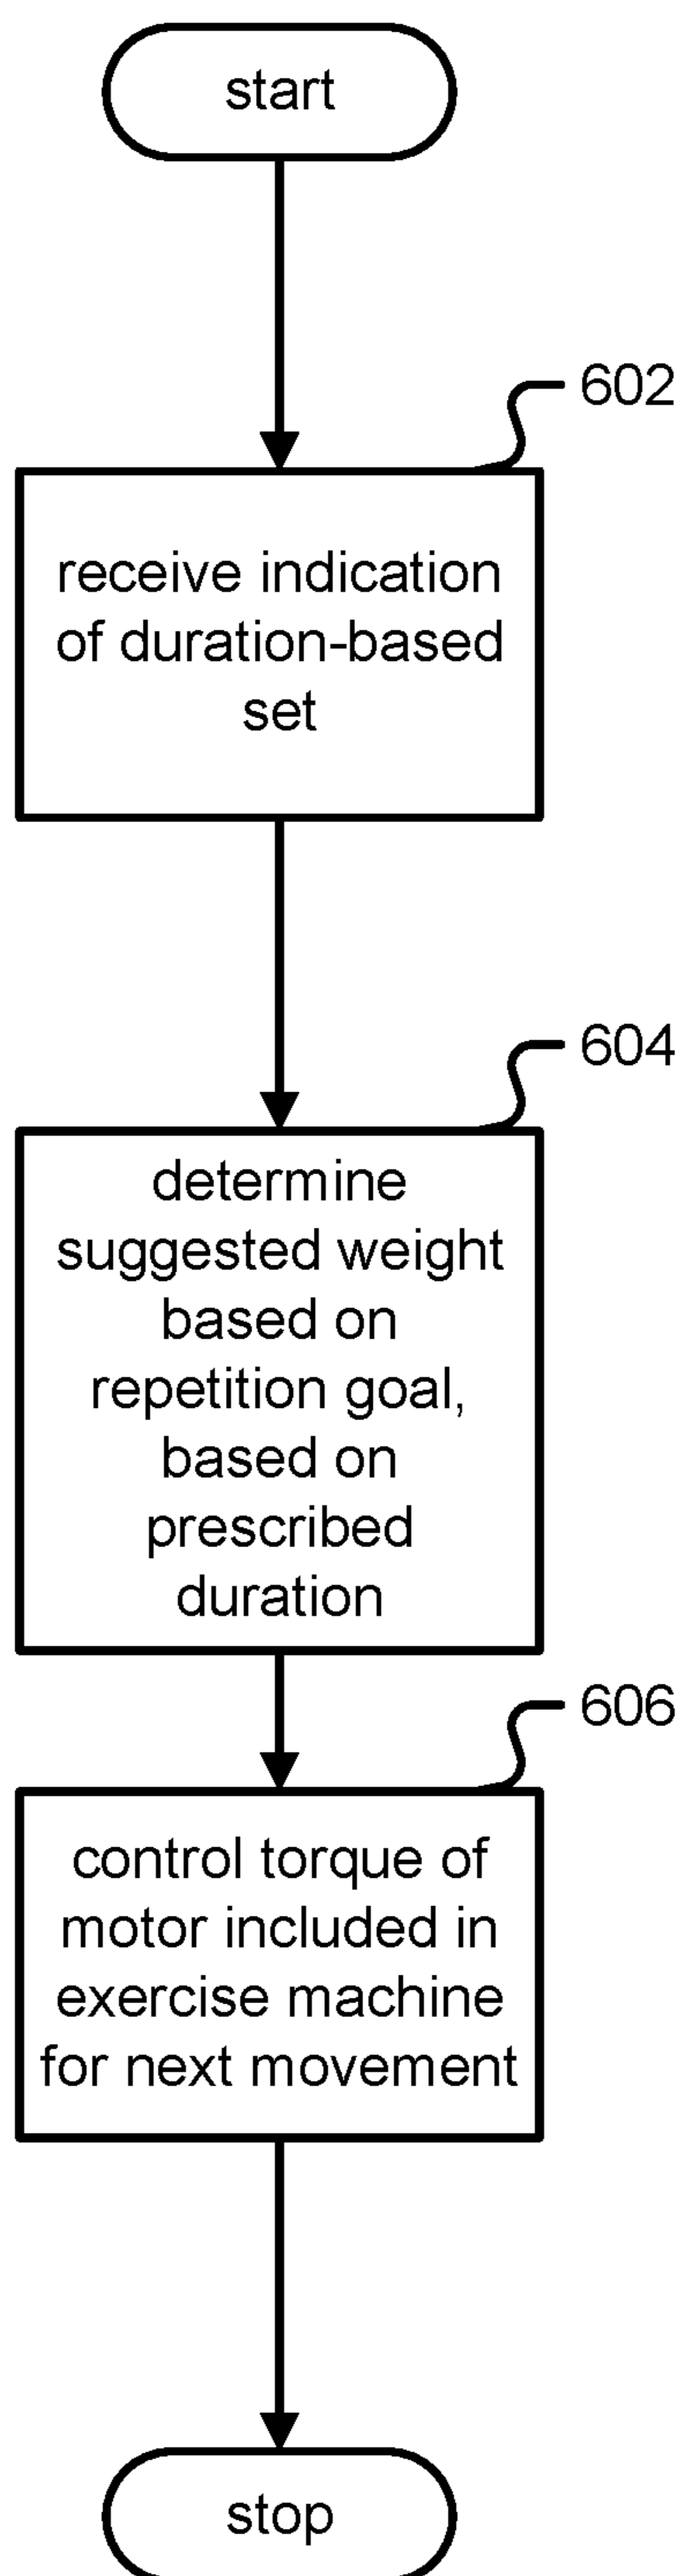 start
602
receive indication
of duration-based
set
604
determine
suggested weight
based on
repetition goal,
based on
prescribed
duration
606
control torque of
motor included in
exercise machine
for next movement
stop